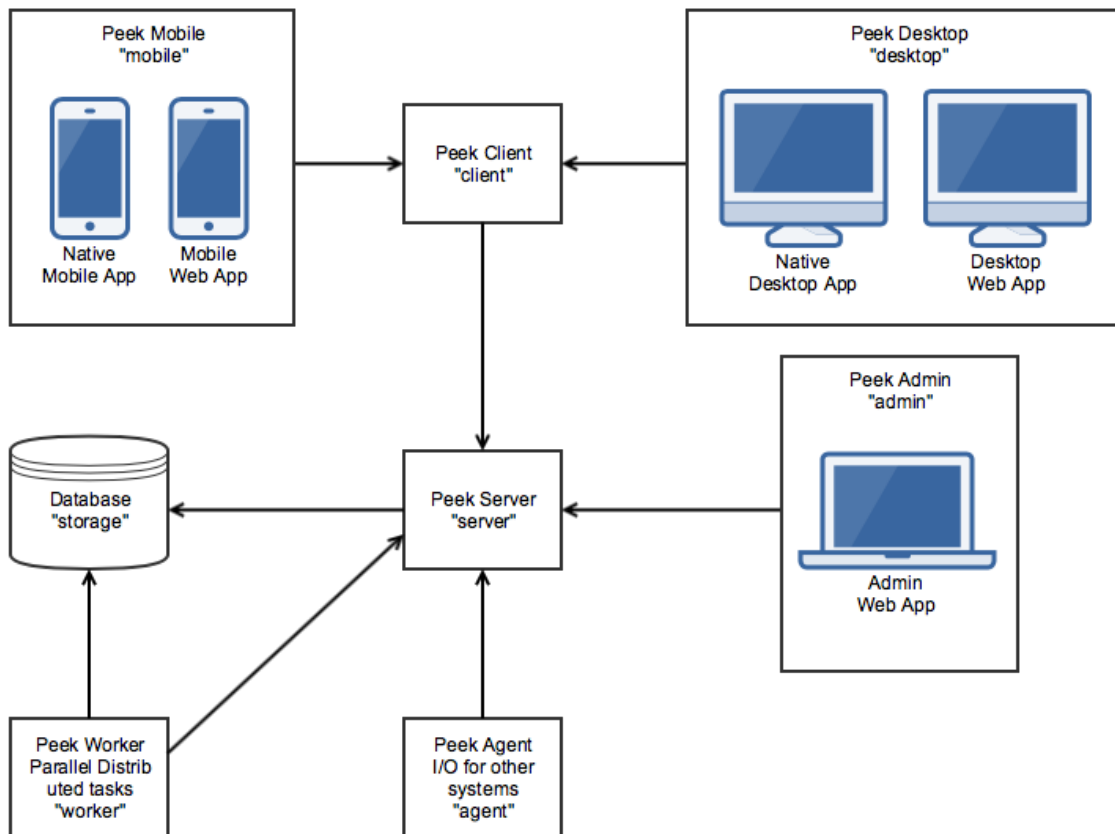 Peek Mobile
"mobile"
Native
Mobile App
Mobile
Web App
Peek Client
"client"
Peek Desktop
"desktop"
Native
Desktop App
Desktop
Web App
Peek Admin
"admin"
Admin
Web App
Database
"storage"
Peek Server
"server"
Peek Worker
Parallel Distrib
uted tasks
"worker"
Peek Agent
I/O for other
systems
"agent"